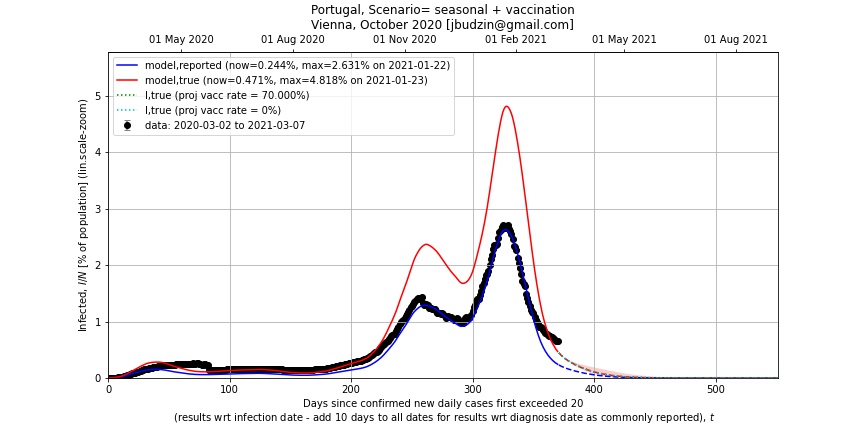 Portugal, Scenario= seasonal + vaccination
Vienna, October 2020 [jbudzin@gmail.com]
01 May 2020 01 Aug 2020 01 Nov 2020 01 Feb 2021 01 May 2021 01 Aug 2021
model,reported (now=0.244%, max=2.631% on 2021-01-22)
model,true (now=0.471%, max=4.818% on 2021-01-23)
I,true (proj vacc rate = 70.000%)
I,true (proj vacc rate = 0%)
data: 2020-03-02 to 2021-03-07
Infected, I/N [% of population] (lin.scale-zoom)
5
4
3
2
1
0
0 100 200 300 400 500
Days since confirmed new daily cases first exceeded 20
(results wrt infection date - add 10 days to all dates for results wrt diagnosis date as commonly reported), t